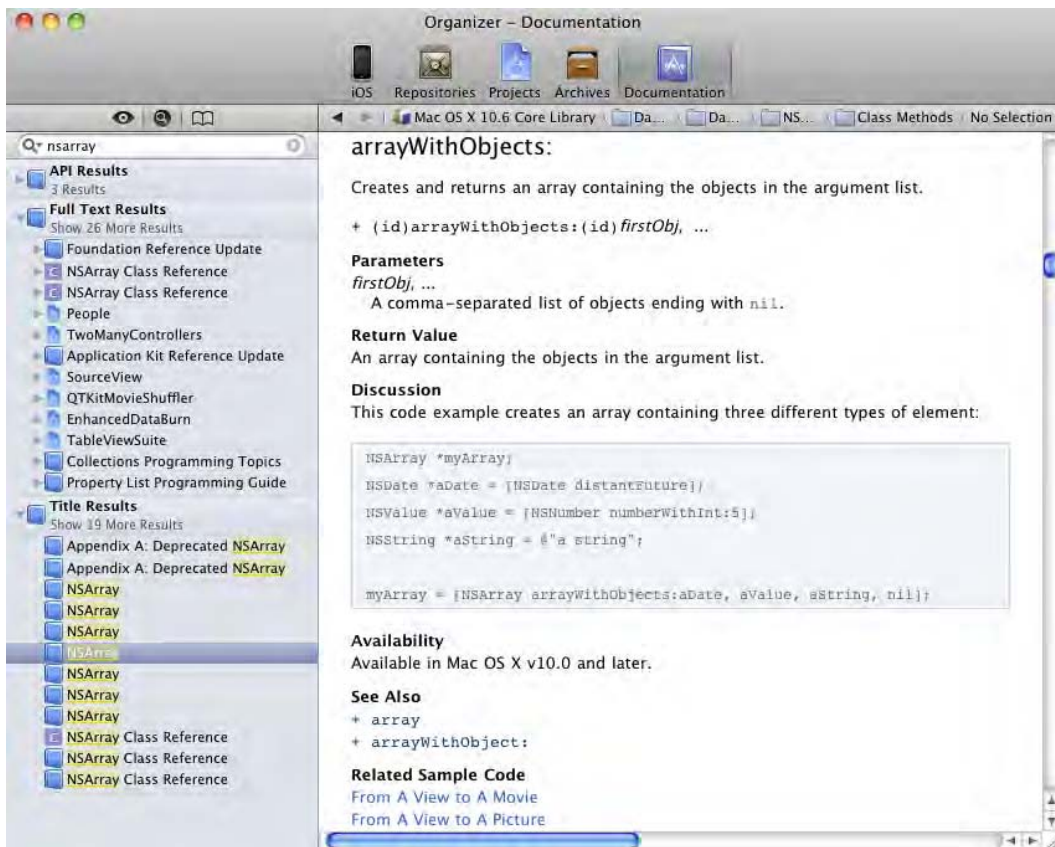 Organizer – Documentation
iOS Repositories Projects Archives Documentation
Mac OS X 10.6 Core Library Da... Da... NS... Class Methods No Selection
nsarray
API Results
3 Results
Full Text Results
Show 26 More Results
Foundation Reference Update
NSArray Class Reference
NSArray Class Reference
People
TwoManyControllers
Application Kit Reference Update
SourceView
QTKitMovieShuffler
EnhancedDataBurn
TableViewSuite
Collections Programming Topics
Property List Programming Guide
Title Results
Show 19 More Results
Appendix A: Deprecated NSArray
Appendix A: Deprecated NSArray
NSArray
NSArray
NSArray
NSArray
NSArray
NSArray
NSArray
NSArray Class Reference
NSArray Class Reference
NSArray Class Reference
arrayWithObjects:
Creates and returns an array containing the objects in the argument list.
+ (id)arrayWithObjects:(id)firstObj, ...
Parameters
firstObj, ...
A comma-separated list of objects ending with nil.
Return Value
An array containing the objects in the argument list.
Discussion
This code example creates an array containing three different types of element:
NSArray *myArray;
NSDate *aDate = [NSDate distantFuture];
NSValue *aValue = [NSNumber numberWithInt:5];
NSString *aString = @"a string";
myArray = [NSArray arrayWithObjects:aDate, aValue, aString, nil];
Availability
Available in Mac OS X v10.0 and later.
See Also
+ array
+ arrayWithObject:
Related Sample Code
From A View to A Movie
From A View to A Picture